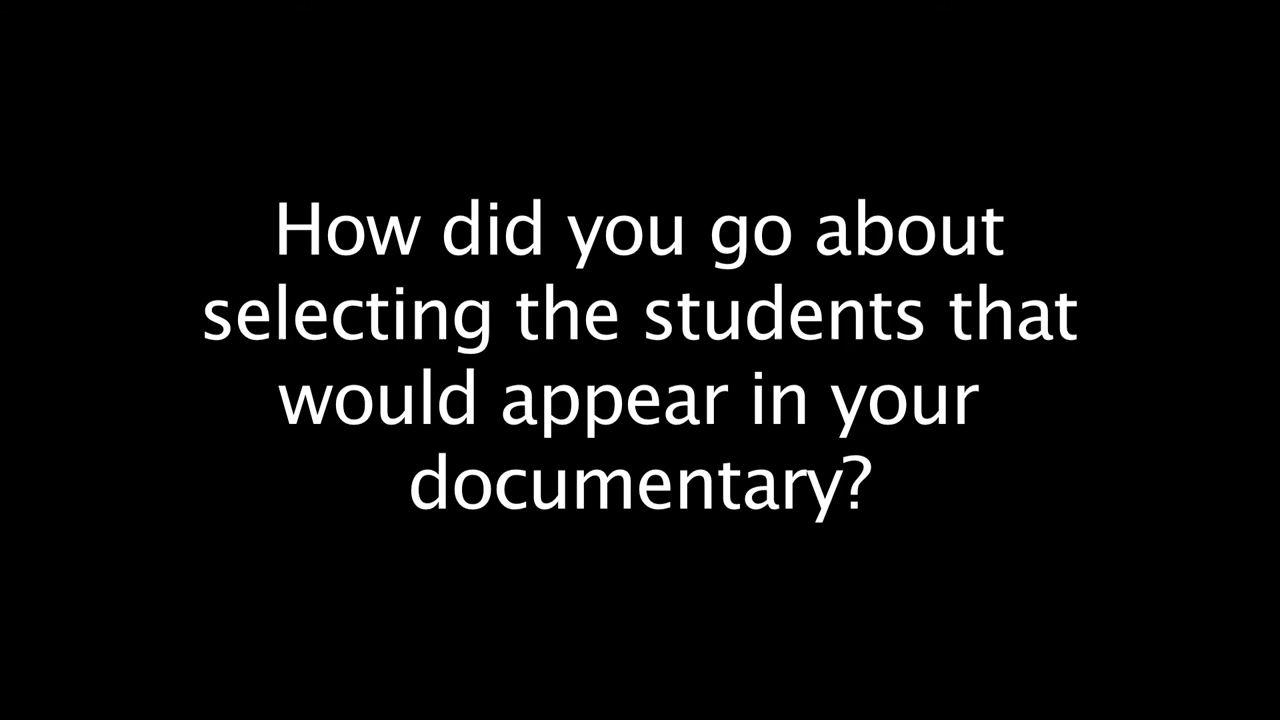 How did you go about
selecting the students that
would appear in your
documentary?